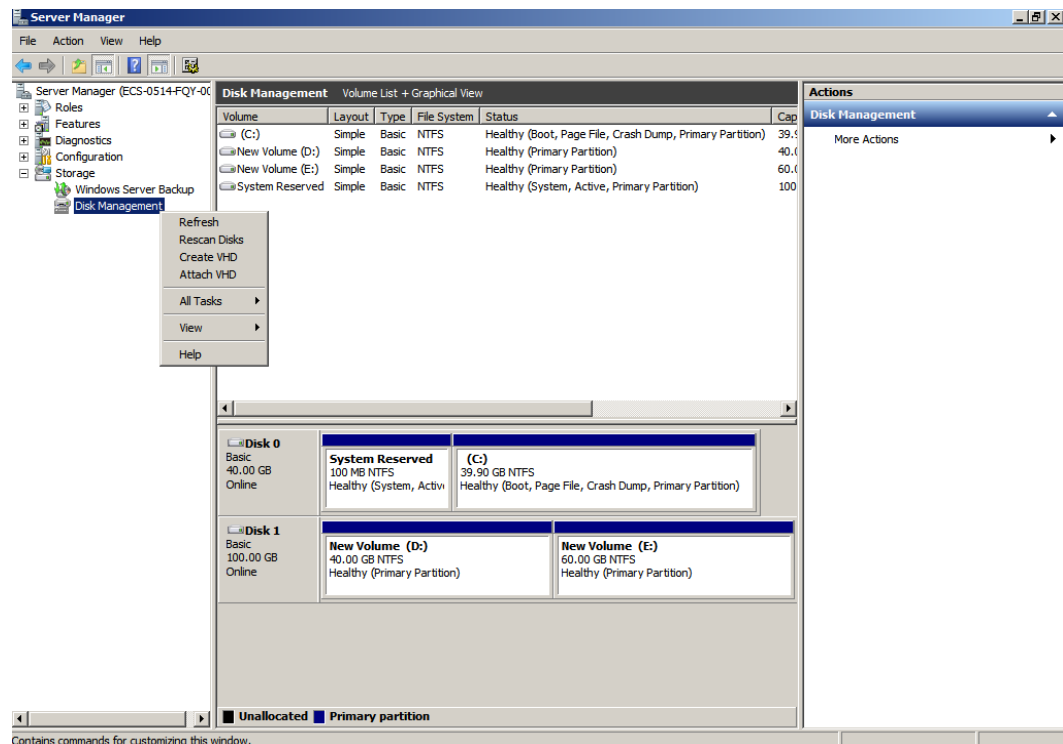 Server Manager
File Action View Help
Server Manager (ECS-0514-FQY-00
Roles
Features
Diagnostics
Configuration
Storage
Windows Server Backup
Disk Management
Refresh
Rescan Disks
Create VHD
Attach VHD
All Tasks
View
Help
Disk Management Volume List + Graphical View
Volume Layout Type File System Status Cap
(C:) Simple Basic NTFS Healthy (Boot, Page File, Crash Dump, Primary Partition) 39.9
New Volume (D:) Simple Basic NTFS Healthy (Primary Partition) 40.0
New Volume (E:) Simple Basic NTFS Healthy (Primary Partition) 60.0
System Reserved Simple Basic NTFS Healthy (System, Active, Primary Partition) 100
Disk 0
Basic
40.00 GB
Online
System Reserved
100 MB NTFS
Healthy (System, Activ
(C:)
39.90 GB NTFS
Healthy (Boot, Page File, Crash Dump, Primary Partition)
Disk 1
Basic
100.00 GB
Online
New Volume (D:)
40.00 GB NTFS
Healthy (Primary Partition)
New Volume (E:)
60.00 GB NTFS
Healthy (Primary Partition)
Unallocated Primary partition
Actions
Disk Management
More Actions
Contains commands for customizing this window.